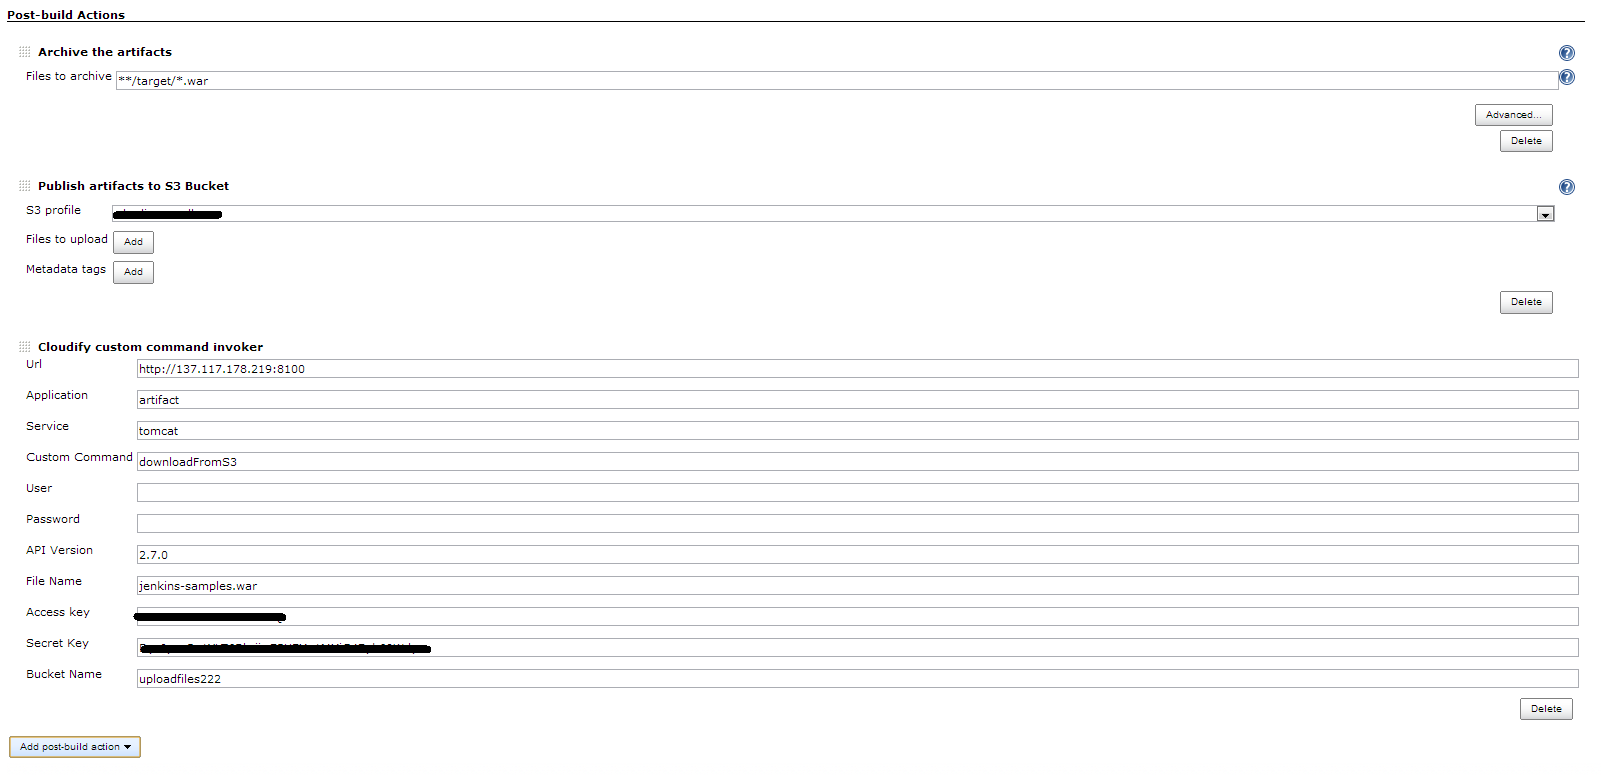 Post-build Actions
Archive the artifacts
Files to archive **/target/*.war
Advanced...
Delete
Publish artifacts to S3 Bucket
S3 profile
Files to upload Add
Metadata tags Add
Delete
Cloudify custom command invoker
Url http://137.117.178.219:8100
Application artifact
Service tomcat
Custom Command downloadFromS3
User
Password
API Version 2.7.0
File Name jenkins-samples.war
Access key
Secret Key
Bucket Name uploadfiles222
Delete
Add post-build action